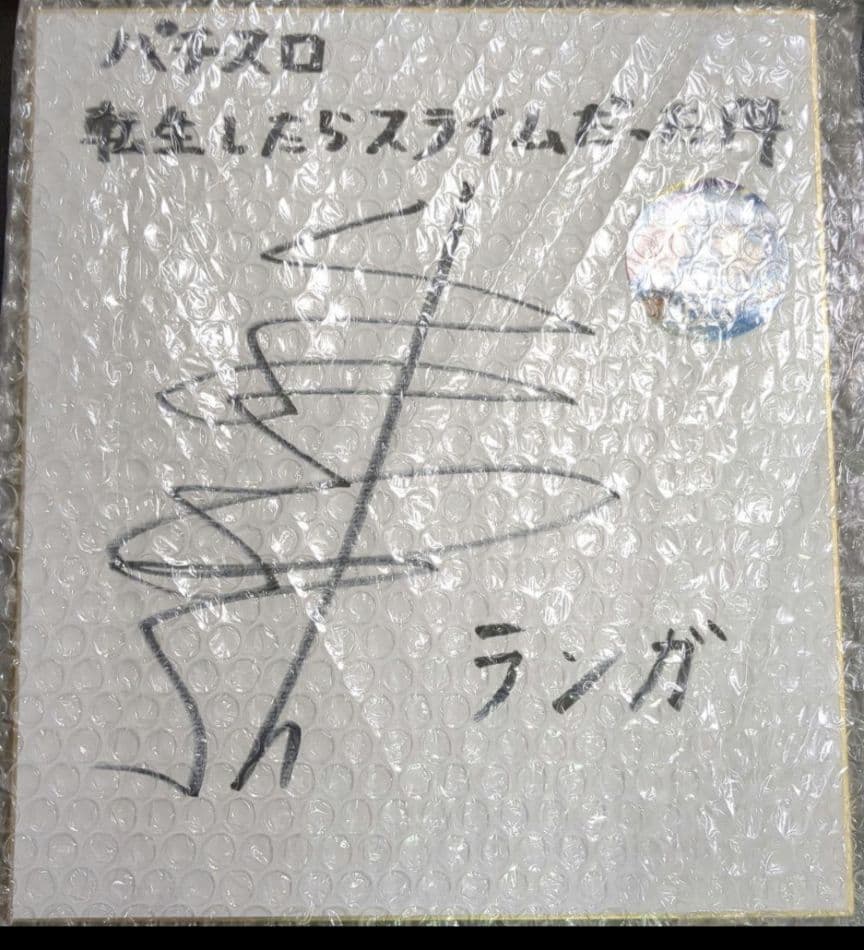 パチスロ
転生したらスライムだった件
ランガ